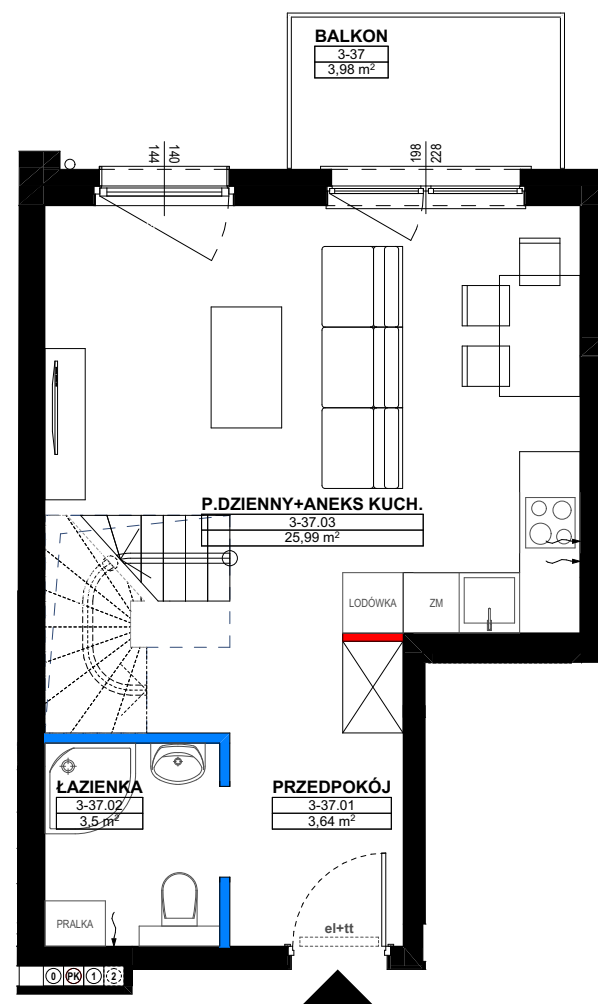 BALKON
3-37
3,98 m²
144
140
198
228
P.DZIENNY+ANEKS KUCH.
3-37.03
25,99 m²
LODÓWKA
ZM
ŁAZIENKA
3-37.02
3,5 m²
PRZEDPOKÓJ
3-37.01
3,64 m²
PRALKA
el+tt
0 PK 1 2